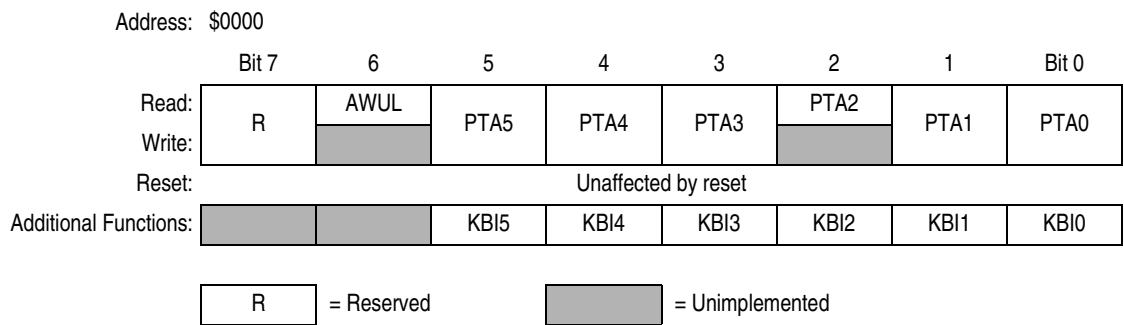 Address: $0000
Bit 7 6 5 4 3 2 1 Bit 0
Read: R AWUL PTA5 PTA4 PTA3 PTA2 PTA1 PTA0
Write:
Reset: Unaffected by reset
Additional Functions: KBI5 KBI4 KBI3 KBI2 KBI1 KBI0
R = Reserved = Unimplemented